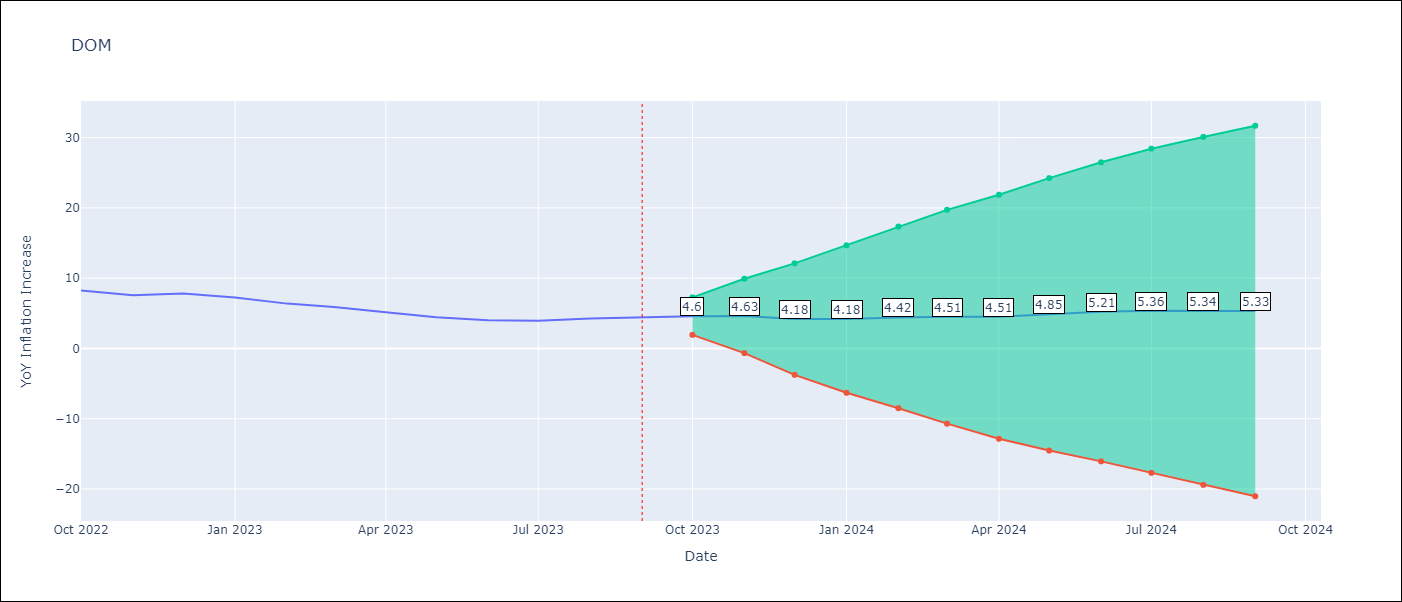 DOM
YoY Inflation Increase
30
20
10
0
−10
−20
4.6
4.63
4.18
4.18
4.42
4.51
4.51
4.85
5.21
5.36
5.34
5.33
Oct 2022
Jan 2023
Apr 2023
Jul 2023
Oct 2023
Jan 2024
Apr 2024
Jul 2024
Oct 2024
Date